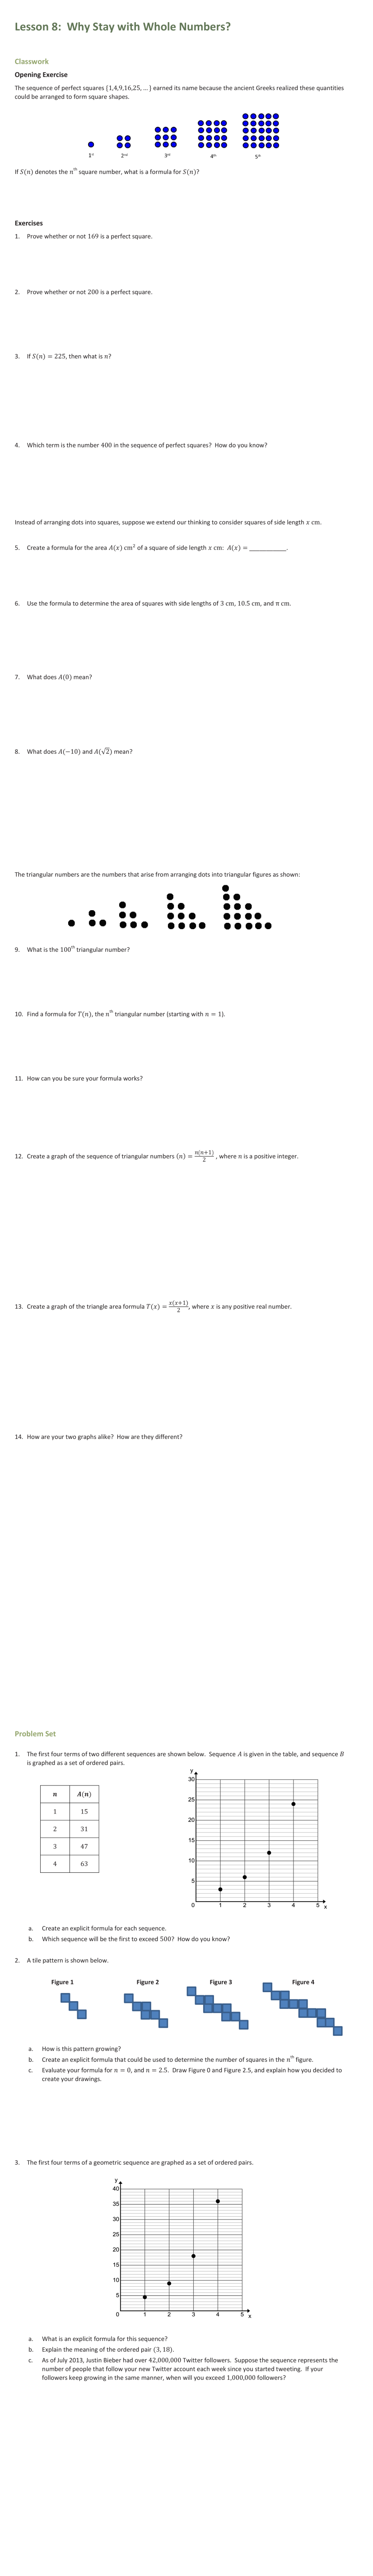 Lesson 8:  Why Stay with Whole Numbers?
Classwork
Opening Exercise
The sequence of perfect squares {1,4,9,16,25, … } earned its name because the ancient Greeks realized these quantities
could be arranged to form square shapes.
1st 2nd 3th 4th 5th
If S(n) denotes the nth square number, what is a formula for S(n)?
Exercises
1. Prove whether or not 169 is a perfect square.
2. Prove whether or not 200 is a perfect square.
3. If S(n) = 225, then what is n?
4. Which term is the number 400 in the sequence of perfect squares?  How do you know?
Instead of arranging dots into squares, suppose we extend our thinking to consider squares of side length x cm.
5. Create a formula for the area A(x) cm² of a square of side length x cm:  A(x) = ____________.
6. Use the formula to determine the area of squares with side lengths of 3 cm, 10.5 cm, and π cm.
7. What does A(0) mean?
8. What does A(−10) and A(√2) mean?
The triangular numbers are the numbers that arise from arranging dots into triangular figures as shown:
9. What is the 100th triangular number?
10. Find a formula for T(n), the nth triangular number (starting with n = 1).
11. How can you be sure your formula works?
12. Create a graph of the sequence of triangular numbers (n) = n(n+1)/2 , where n is a positive integer.
13. Create a graph of the triangle area formula T(x) = x(x+1)/2, where x is any positive real number.
14. How are your two graphs alike?  How are they different?
Problem Set
1. The first four terms of two different sequences are shown below.  Sequence A is given in the table, and sequence B
is graphed as a set of ordered pairs.
n A(n)
1 15
2 31
3 47
4 63
y
30
25
20
15
10
5
0 1 2 3 4 5 x
a. Create an explicit formula for each sequence.
b. Which sequence will be the first to exceed 500?  How do you know?
2. A tile pattern is shown below.
Figure 1 Figure 2 Figure 3 Figure 4
a. How is this pattern growing?
b. Create an explicit formula that could be used to determine the number of squares in the nth figure.
c. Evaluate your formula for n = 0, and n = 2.5.  Draw Figure 0 and Figure 2.5, and explain how you decided to
create your drawings.
3. The first four terms of a geometric sequence are graphed as a set of ordered pairs.
y
40
35
30
25
20
15
10
5
0 1 2 3 4 5 x
a. What is an explicit formula for this sequence?
b. Explain the meaning of the ordered pair (3, 18).
c. As of July 2013, Justin Bieber had over 42,000,000 Twitter followers.  Suppose the sequence represents the
number of people that follow your new Twitter account each week since you started tweeting.  If your
followers keep growing in the same manner, when will you exceed 1,000,000 followers?